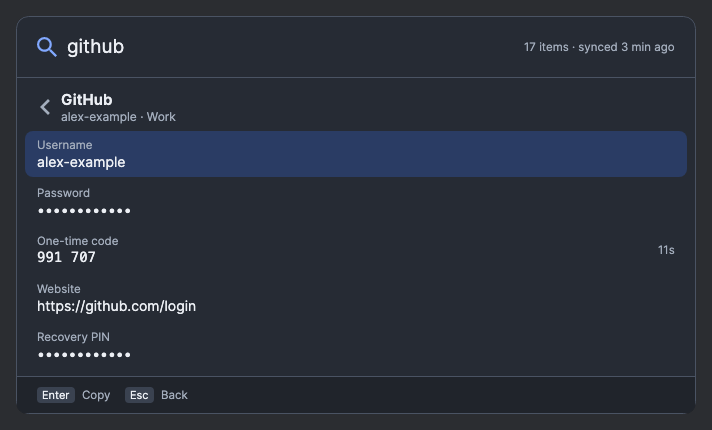 github
17 items · synced 3 min ago
GitHub
alex-example · Work
Username
alex-example
Password
••••••••••••
One-time code
991 707
11s
Website
https://github.com/login
Recovery PIN
••••••••••••
Enter Copy Esc Back